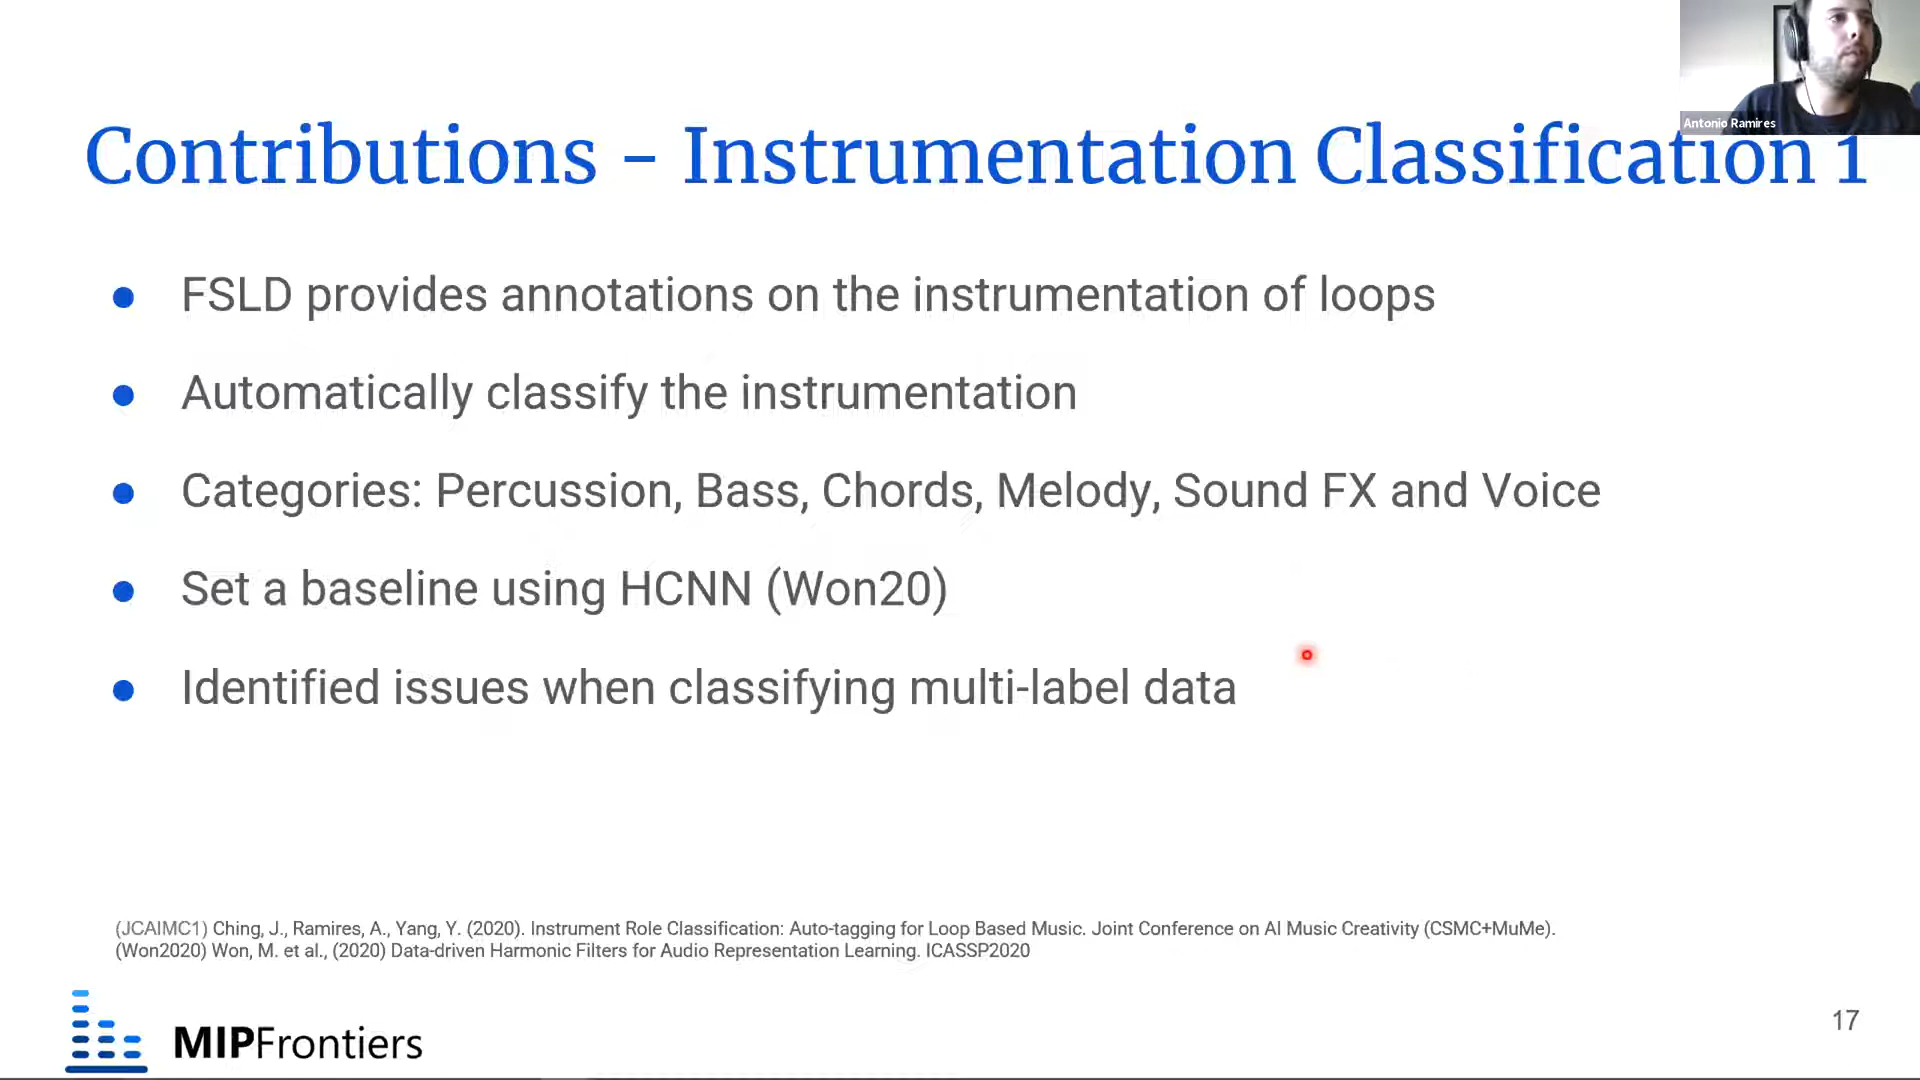 Antonio Ramires
Contributions - Instrumentation Classification 1
● FSLD provides annotations on the instrumentation of loops
● Automatically classify the instrumentation
● Categories: Percussion, Bass, Chords, Melody, Sound FX and Voice
● Set a baseline using HCNN (Won20)
● Identified issues when classifying multi-label data
(JCAIMC1) Ching, J., Ramires, A., Yang, Y. (2020). Instrument Role Classification: Auto-tagging for Loop Based Music. Joint Conference on AI Music Creativity (CSMC+MuMe).
(Won2020) Won, M. et al., (2020) Data-driven Harmonic Filters for Audio Representation Learning. ICASSP2020
MIPFrontiers
17